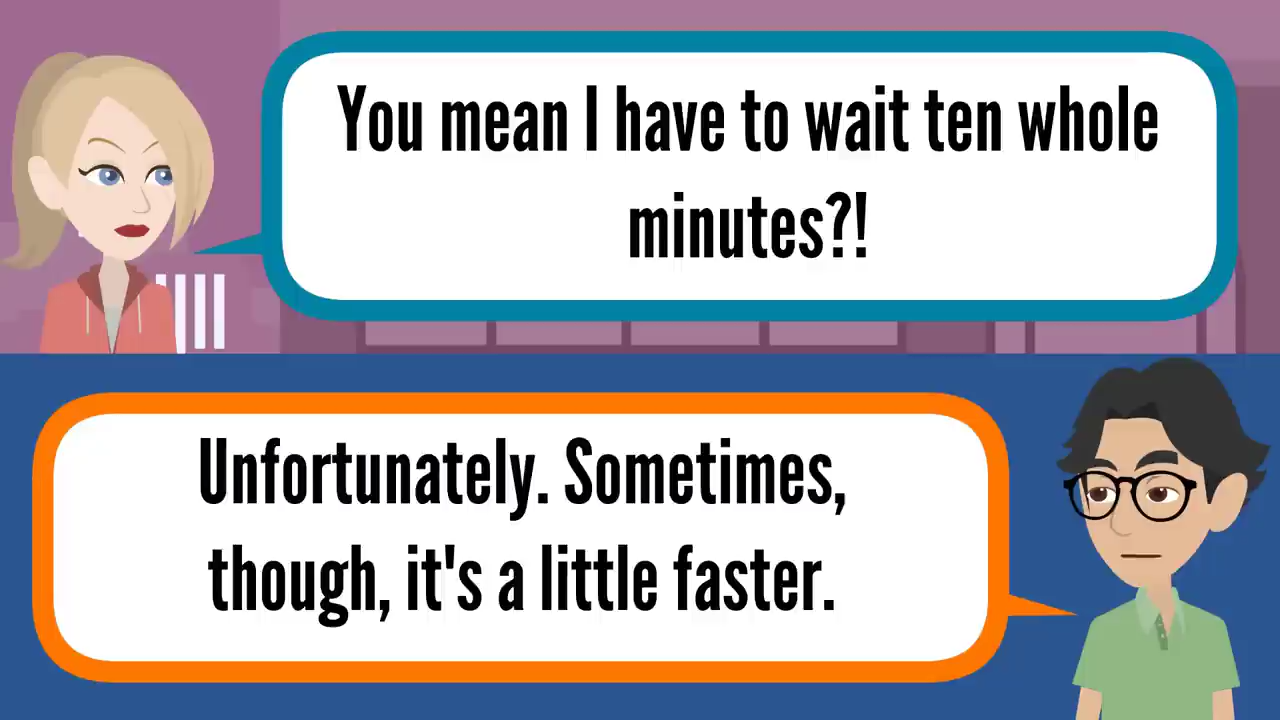 You mean I have to wait ten whole
minutes?!
Unfortunately. Sometimes,
though, it's a little faster.